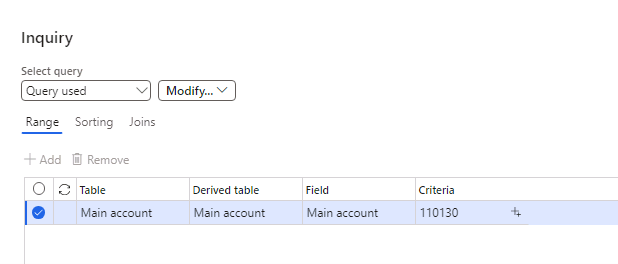 Inquiry
Select query
Query used Modify...
Range Sorting Joins
Add Remove
Table Derived table Field Criteria
Main account Main account Main account 110130